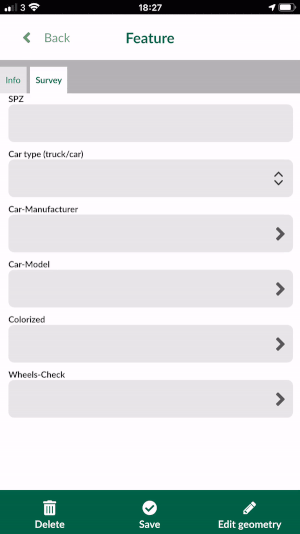 3 18:27
Back Feature
Info Survey
SPZ
Car type (truck/car)
Car-Manufacturer
Car-Model
Colorized
Wheels-Check
Delete Save Edit geometry